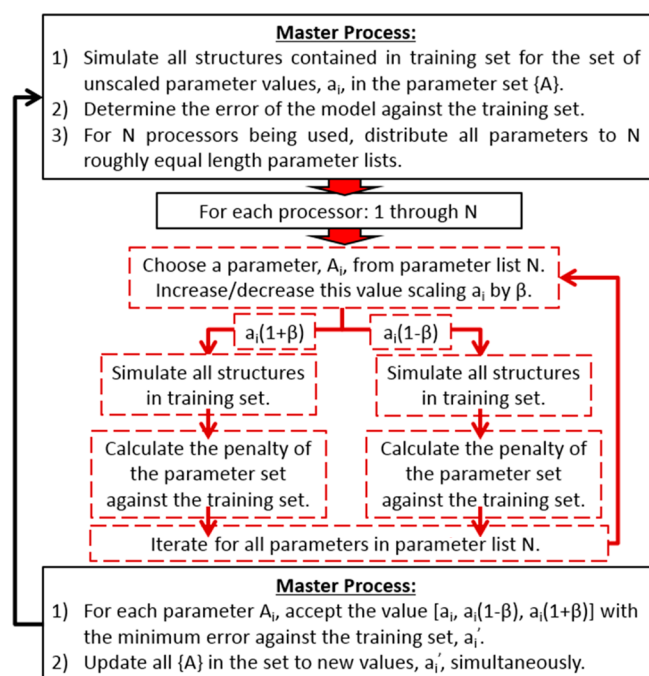 Master Process:
1) Simulate all structures contained in training set for the set of
unscaled parameter values, aᵢ, in the parameter set {A}.
2) Determine the error of the model against the training set.
3) For N processors being used, distribute all parameters to N
roughly equal length parameter lists.
For each processor: 1 through N
Choose a parameter, Aᵢ, from parameter list N.
Increase/decrease this value scaling aᵢ by β.
aᵢ(1+β)
aᵢ(1-β)
Simulate all structures
in training set.
Simulate all structures
in training set.
Calculate the penalty of
the parameter set
against the training set.
Calculate the penalty of
the parameter set
against the training set.
Iterate for all parameters in parameter list N.
Master Process:
1) For each parameter Aᵢ, accept the value [aᵢ, aᵢ(1-β), aᵢ(1+β)] with
the minimum error against the training set, aᵢ′.
2) Update all {A} in the set to new values, aᵢ′, simultaneously.